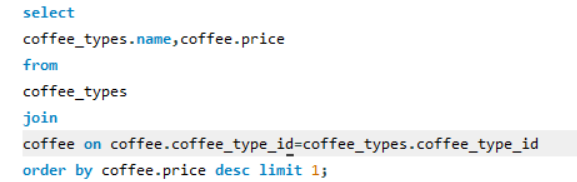 select
coffee_types.name,coffee.price
from
coffee_types
join
coffee on coffee.coffee_type_id=coffee_types.coffee_type_id
order by coffee.price desc limit 1;